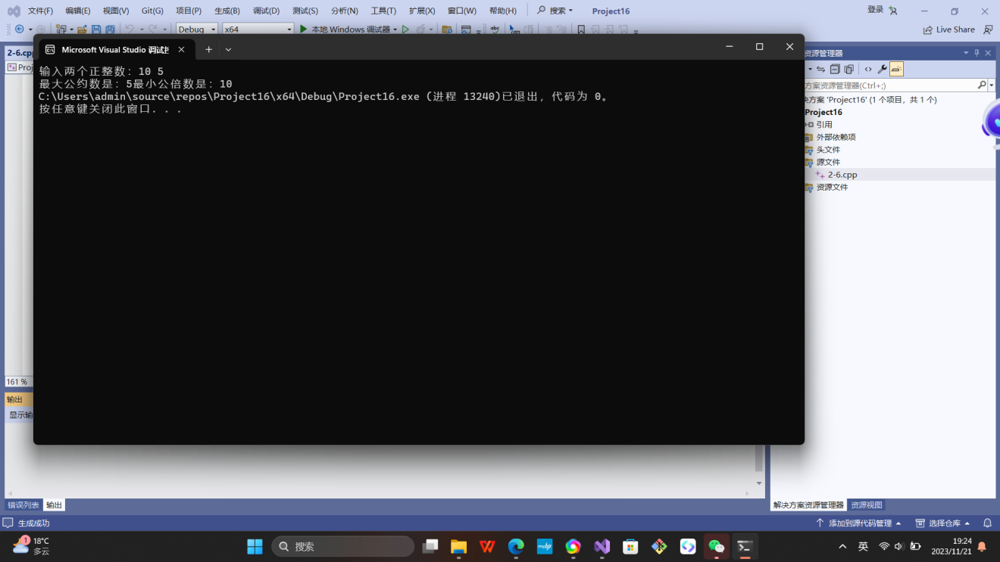 文件(F) 编辑(E) 视图(V) Git(G) 项目(P) 生成(B) 调试(D) 测试(S) 分析(N) 工具(T) 扩展(X) 窗口(W) 帮助(H) 搜索 Project16 登录
Debug x64 本地 Windows 调试器 Live Share
2-6.cpp
Microsoft Visual Studio 调试控
输入两个正整数: 10 5
最大公约数是: 5最小公倍数是: 10
C:\Users\admin\source\repos\Project16\x64\Debug\Project16.exe (进程 13240)已退出,代码为 0。
按任意键关闭此窗口. . .
Proj
161 %
输出
显示输
错误列表 输出
资源管理器
方案资源管理器(Ctrl+;)
决方案 'Project16' (1 个项目, 共 1 个)
Project16
引用
外部依赖项
头文件
源文件
2-6.cpp
资源文件
解决方案资源管理器 资源视图
生成成功 添加到源代码管理 选择仓库
1
18°C
多云
搜索
英
19:24
2023/11/21